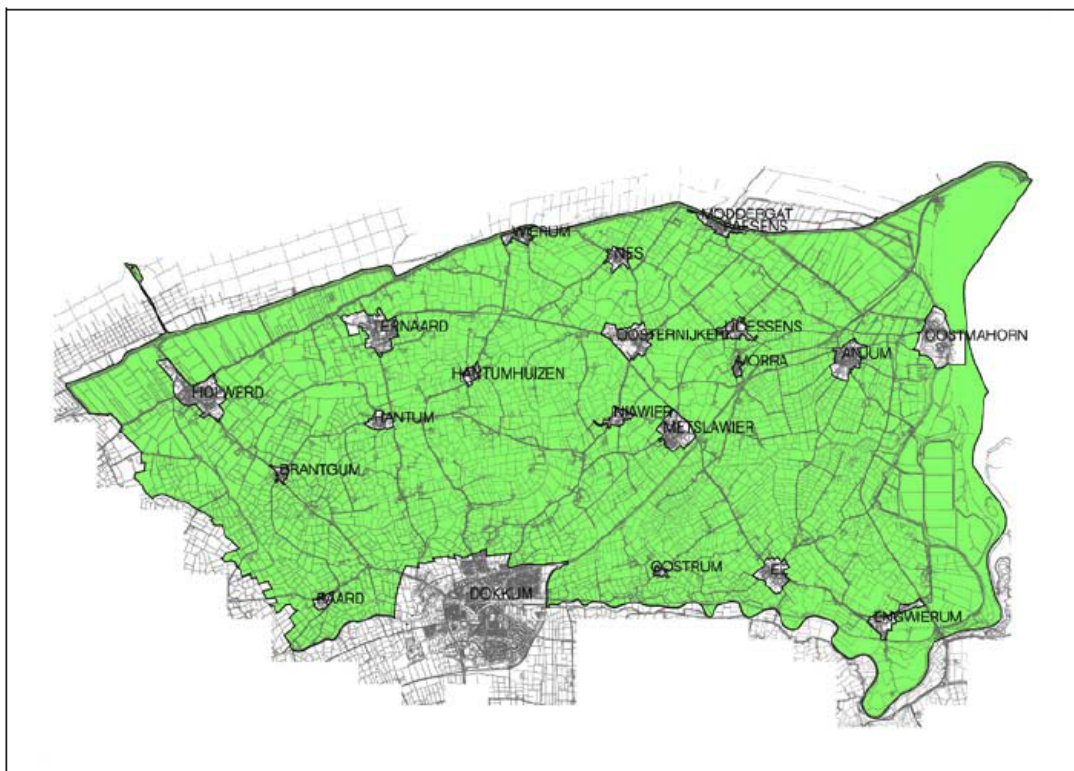 MODDERGAT
PAESENS
WIERUM
NES
TERNAARD
OOSTERNIJKERK
JOESSENS
OOSTMAHORN
ANJUM
MORRA
HANTUMHUIZEN
HOLWERD
HANTUM
NIAWIER
METSLAWIER
BRANTGUM
OOSTRUM
EE
DOKKUM
RAARD
ENGWIERUM